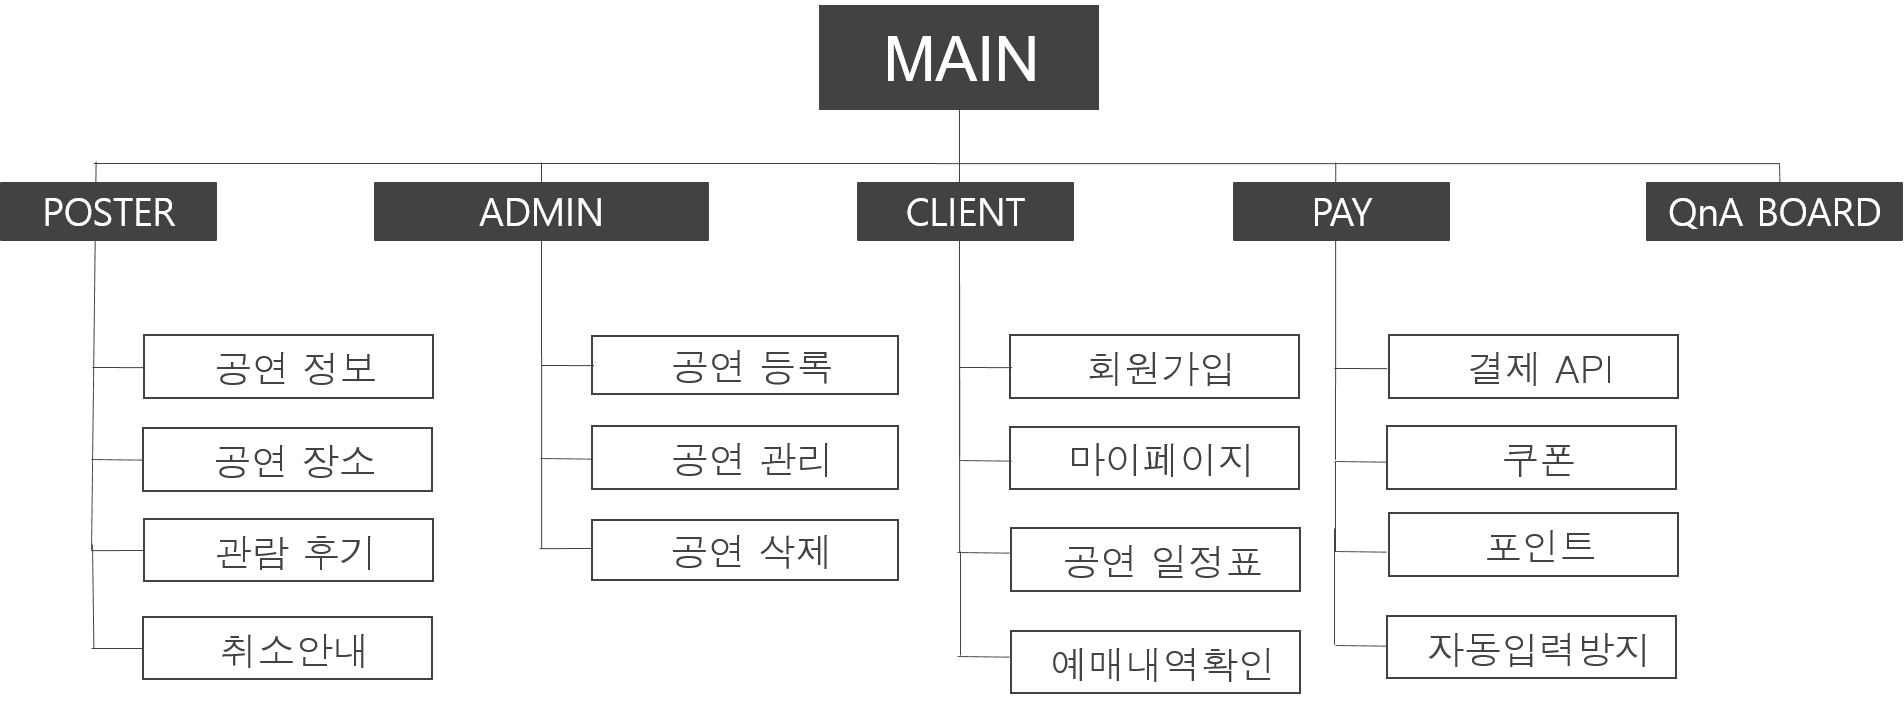 MAIN
POSTER
ADMIN
CLIENT
PAY
QnA BOARD
공연 정보
공연 장소
관람 후기
취소안내
공연 등록
공연 관리
공연 삭제
회원가입
마이페이지
공연 일정표
예매내역확인
결제 API
쿠폰
포인트
자동입력방지